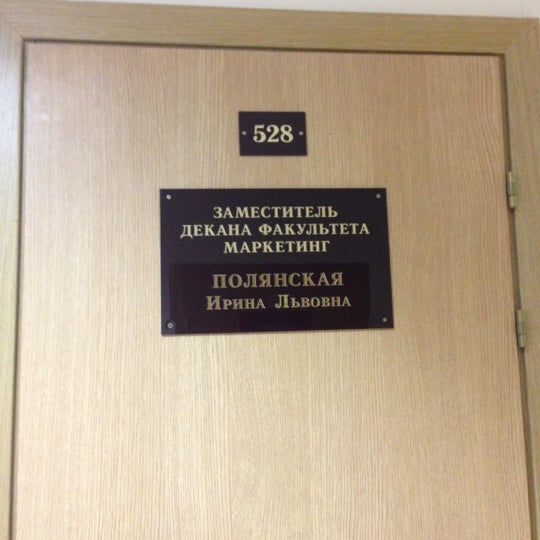 528
ЗАМЕСТИТЕЛЬ
ДЕКАНА ФАКУЛЬТЕТА
МАРКЕТИНГ
ПОЛЯНСКАЯ
ИРИНА ЛЬВОВНА